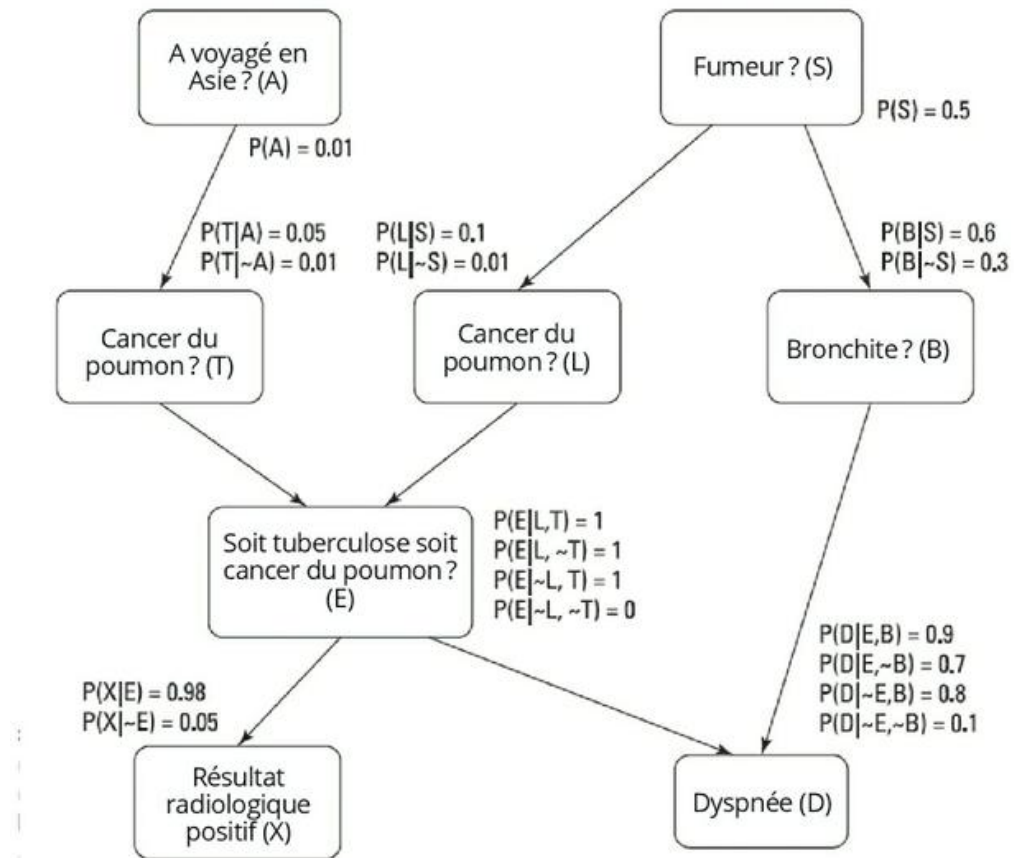 A voyagé en
Asie ? (A)
Fumeur ? (S)
P(S) = 0.5
P(A) = 0.01
P(T|A) = 0.05
P(T|~A) = 0.01
P(L|S) = 0.1
P(L|~S) = 0.01
P(B|S) = 0.6
P(B|~S) = 0.3
Cancer du
poumon ? (T)
Cancer du
poumon ? (L)
Bronchite ? (B)
Soit tuberculose soit
cancer du poumon ?
(E)
P(E|L,T) = 1
P(E|L, ~T) = 1
P(E|~L, T) = 1
P(E|~L, ~T) = 0
P(D|E,B) = 0.9
P(D|E,~B) = 0.7
P(D|~E,B) = 0.8
P(D|~E,~B) = 0.1
P(X|E) = 0.98
P(X|~E) = 0.05
Résultat
radiologique
positif (X)
Dyspnée (D)